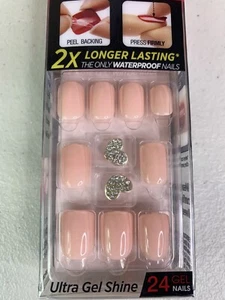 PEEL BACKING
PRESS FIRMLY
2X LONGER LASTING*
THE ONLY WATERPROOF NAILS
Ultra Gel Shine
24 GEL NAILS